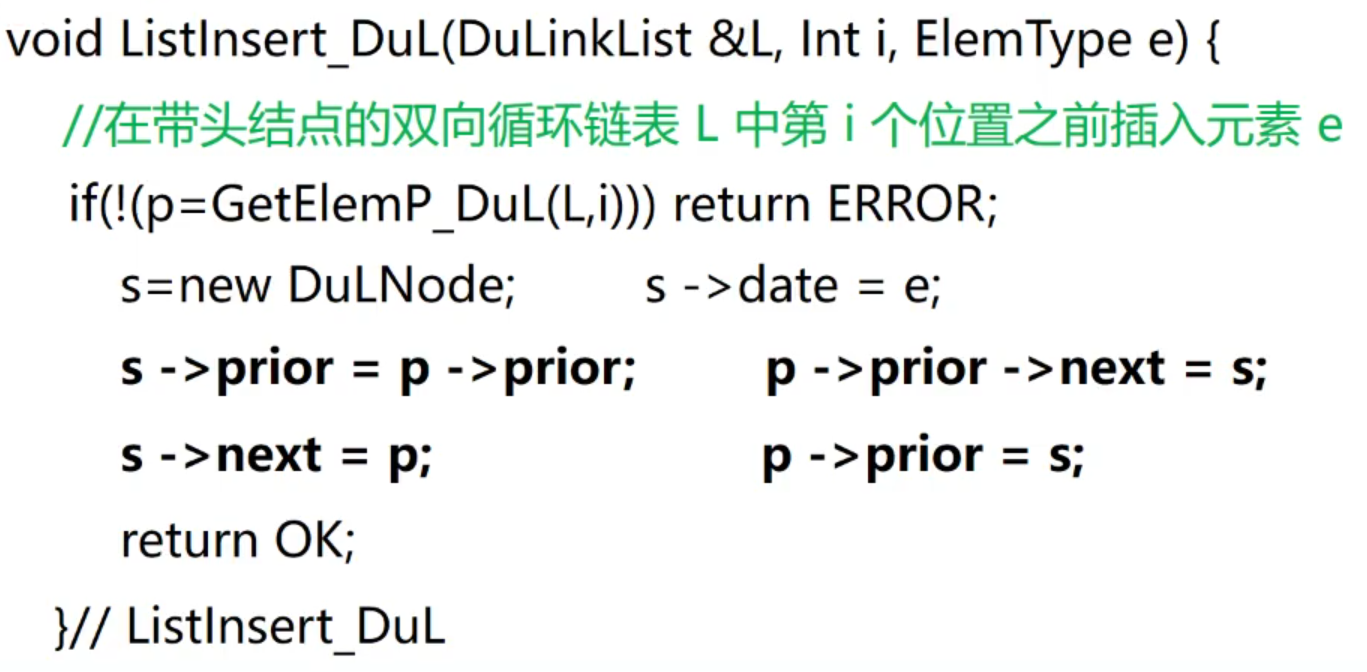 void ListInsert_DuL(DuLinkList &L, Int i, ElemType e) {
//在带头结点的双向循环链表 L 中第 i 个位置之前插入元素 e
if(!(p=GetElemP_DuL(L,i))) return ERROR;
s=new DuLNode; s ->date = e;
s ->prior = p ->prior; p ->prior ->next = s;
s ->next = p; p ->prior = s;
return OK;
}// ListInsert_DuL